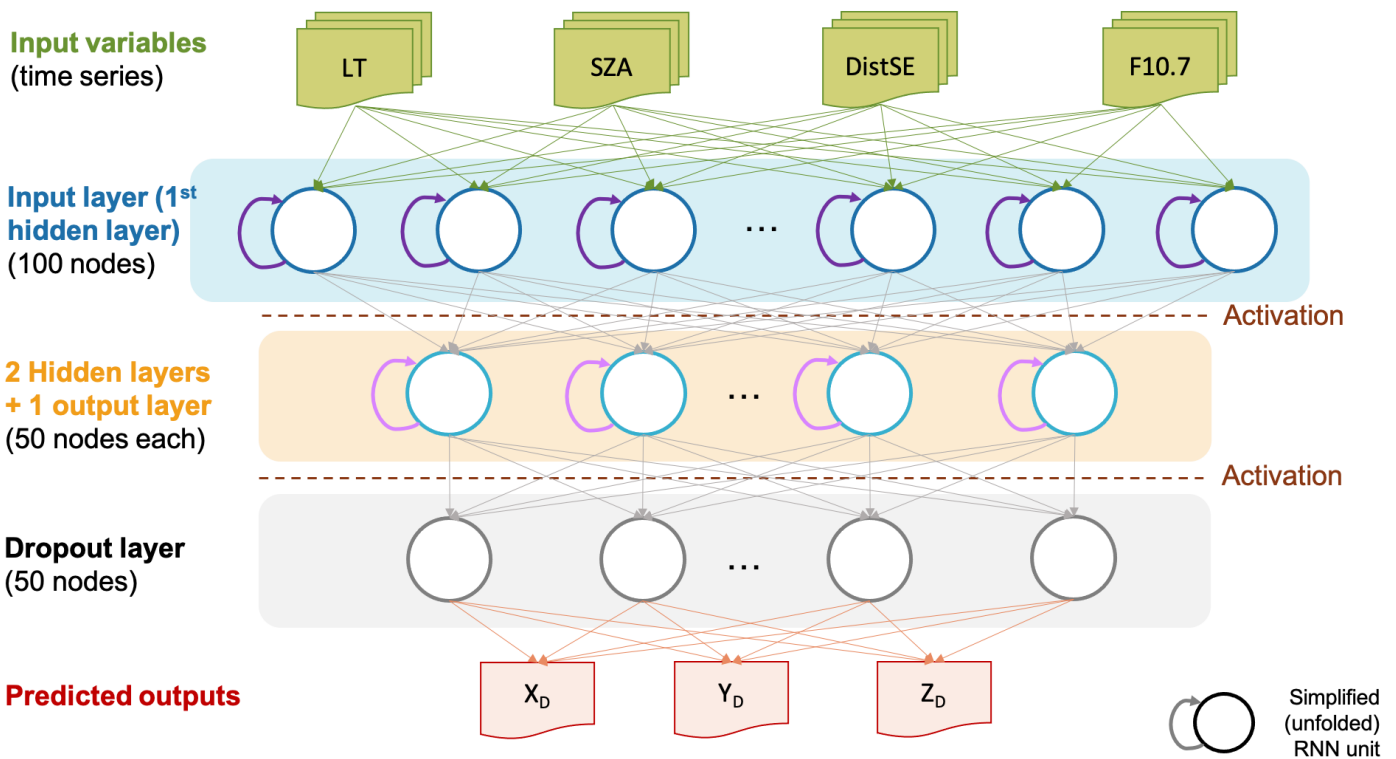 Input variables
(time series)
LT
SZA
DistSE
F10.7
Input layer (1st
hidden layer)
(100 nodes)
...
Activation
2 Hidden layers
+ 1 output layer
(50 nodes each)
...
Activation
Dropout layer
(50 nodes)
...
Predicted outputs
XD
YD
ZD
Simplified
(unfolded)
RNN unit